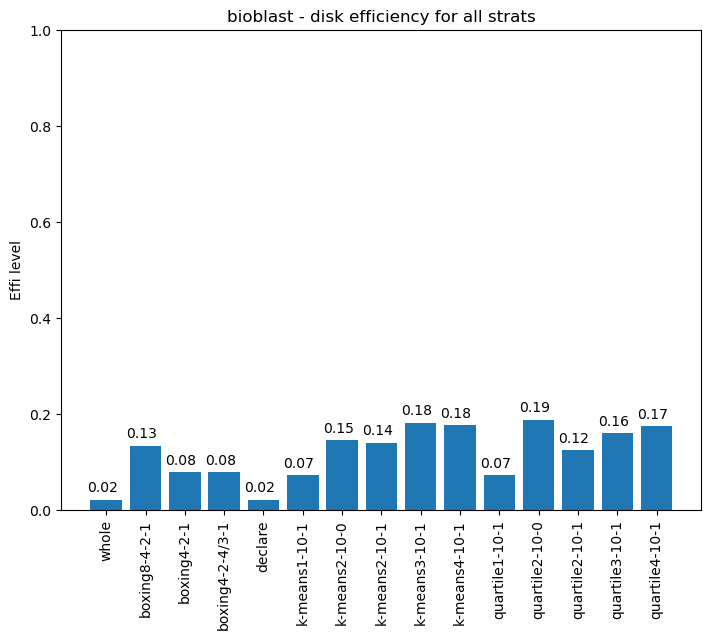 bioblast - disk efficiency for all strats
1.0
0.8
0.6
0.4
0.2
0.0
Effi level
0.02
0.13
0.08
0.08
0.02
0.07
0.15
0.14
0.18
0.18
0.07
0.19
0.12
0.16
0.17
whole
boxing8-4-2-1
boxing4-2-1
boxing4-2-4/3-1
declare
k-means1-10-1
k-means2-10-0
k-means2-10-1
k-means3-10-1
k-means4-10-1
quartile1-10-1
quartile2-10-0
quartile2-10-1
quartile3-10-1
quartile4-10-1